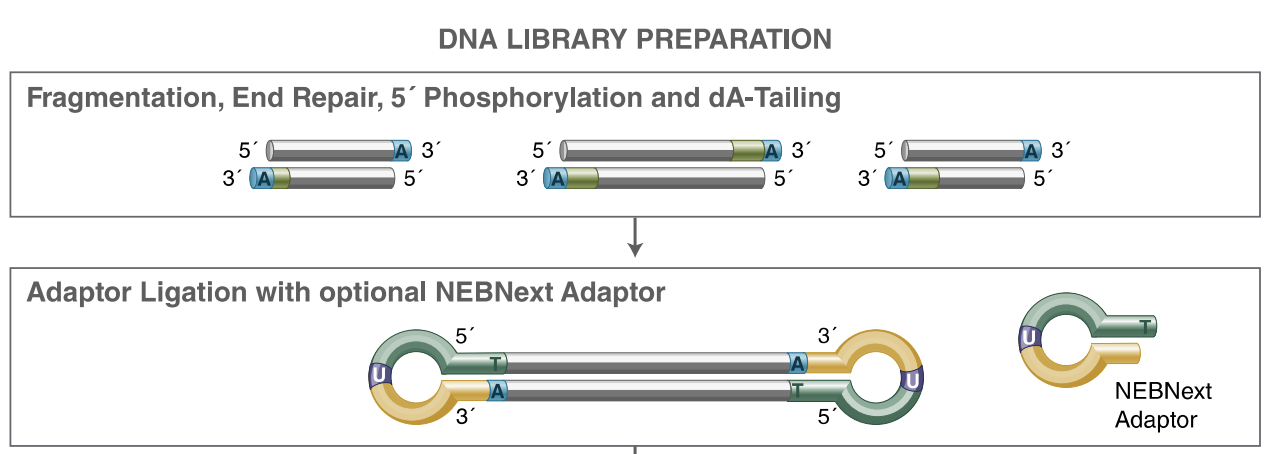 DNA LIBRARY PREPARATION
Fragmentation, End Repair, 5´ Phosphorylation and dA-Tailing
5´ A 3´ 5´ A 3´ 5´ A 3´
3´ A 5´ 3´ A 5´ 3´ A 5´
Adaptor Ligation with optional NEBNext Adaptor
5´ 3´
T A T
U U U
A T
3´ 5´
NEBNext
Adaptor